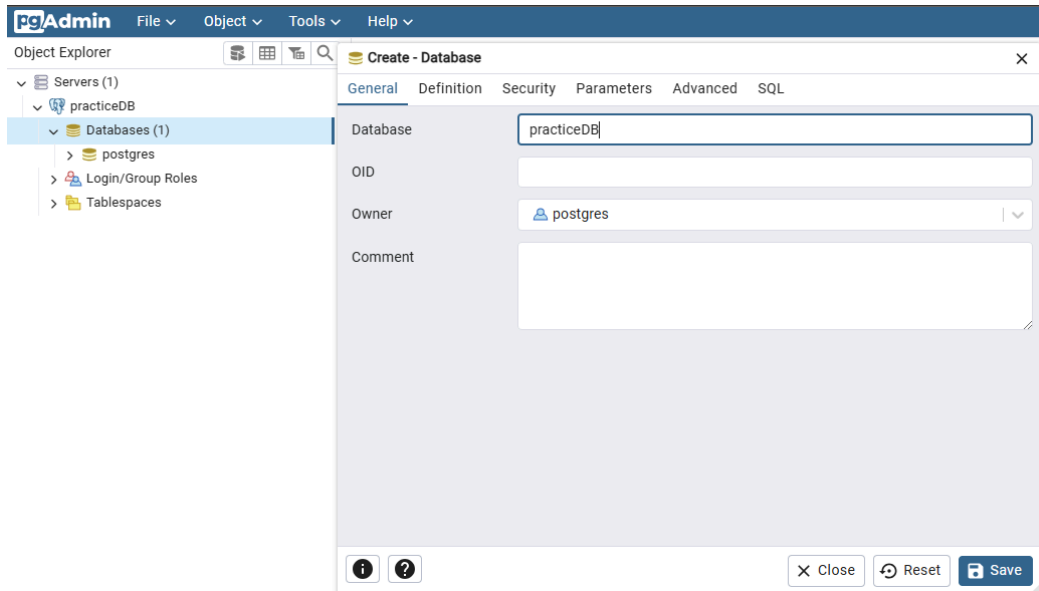 pgAdmin File Object Tools Help
Object Explorer
Servers (1)
practiceDB
Databases (1)
postgres
Login/Group Roles
Tablespaces
Create - Database
General Definition Security Parameters Advanced SQL
Database practiceDB
OID
Owner postgres
Comment
Close Reset Save